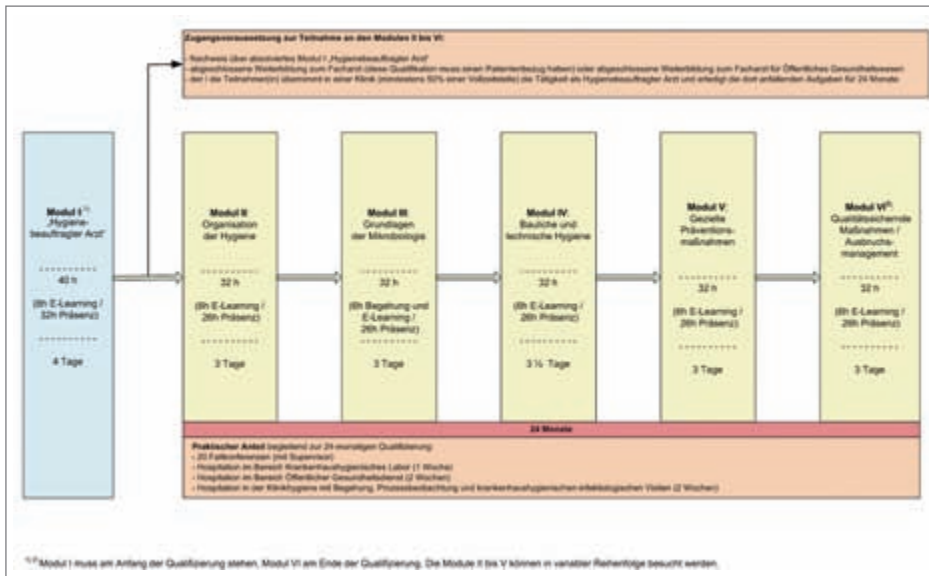 Zugangsvoraussetzung zur Teilnahme an den Modulen II bis VI:
- Nachweis über absolviertes Modul I „Hygienebeauftragter Arzt"
- abgeschlossene Weiterbildung zum Facharzt (diese Qualifikation muss einen Patientenbezug haben) oder abgeschlossene Weiterbildung zum Facharzt für Öffentliches Gesundheitswesen
- der / die Teilnehmer(in) übernimmt in einer Klinik (mindestens 50% einer Vollzeitstelle) die Tätigkeit als Hygienebeauftragter Arzt und erledigt die dort anfallenden Aufgaben für 24 Monate
Modul I 1):
„Hygiene-
beauftragter Arzt"
40 h
(8h E-Learning /
32h Präsenz)
4 Tage
Modul II:
Organisation
der Hygiene
32 h
(6h E-Learning /
26h Präsenz)
3 Tage
Modul III:
Grundlagen
der Mikrobiologie
32 h
(6h Begehung und
E-Learning /
26h Präsenz)
3 Tage
Modul IV:
Bauliche und
technische Hygiene
32 h
(6h E-Learning /
26h Präsenz)
3 ½ Tage
Modul V:
Gezielte
Präventions-
maßnahmen
32 h
(6h E-Learning /
26h Präsenz)
3 Tage
Modul VI 2):
Qualitätssichernde
Maßnahmen /
Ausbruchs-
management
32 h
(6h E-Learning /
26h Präsenz)
3 Tage
24 Monate
Praktischer Anteil begleitend zur 24-monatigen Qualifizierung
- 20 Fallkonferenzen (mit Supervisor)
- Hospitation im Bereich Krankenhaushygienisches Labor (1 Woche)
- Hospitation im Bereich Öffentlicher Gesundheitsdienst (2 Wochen)
- Hospitation in der Klinikhygiene mit Begehung, Prozessbeobachtung und krankenhaushygienischen-infektiologischen Visiten (2 Wochen)
1) 2) Modul I muss am Anfang der Qualifizierung stehen, Modul VI am Ende der Qualifizierung. Die Module II bis V können in variabler Reihenfolge besucht werden.